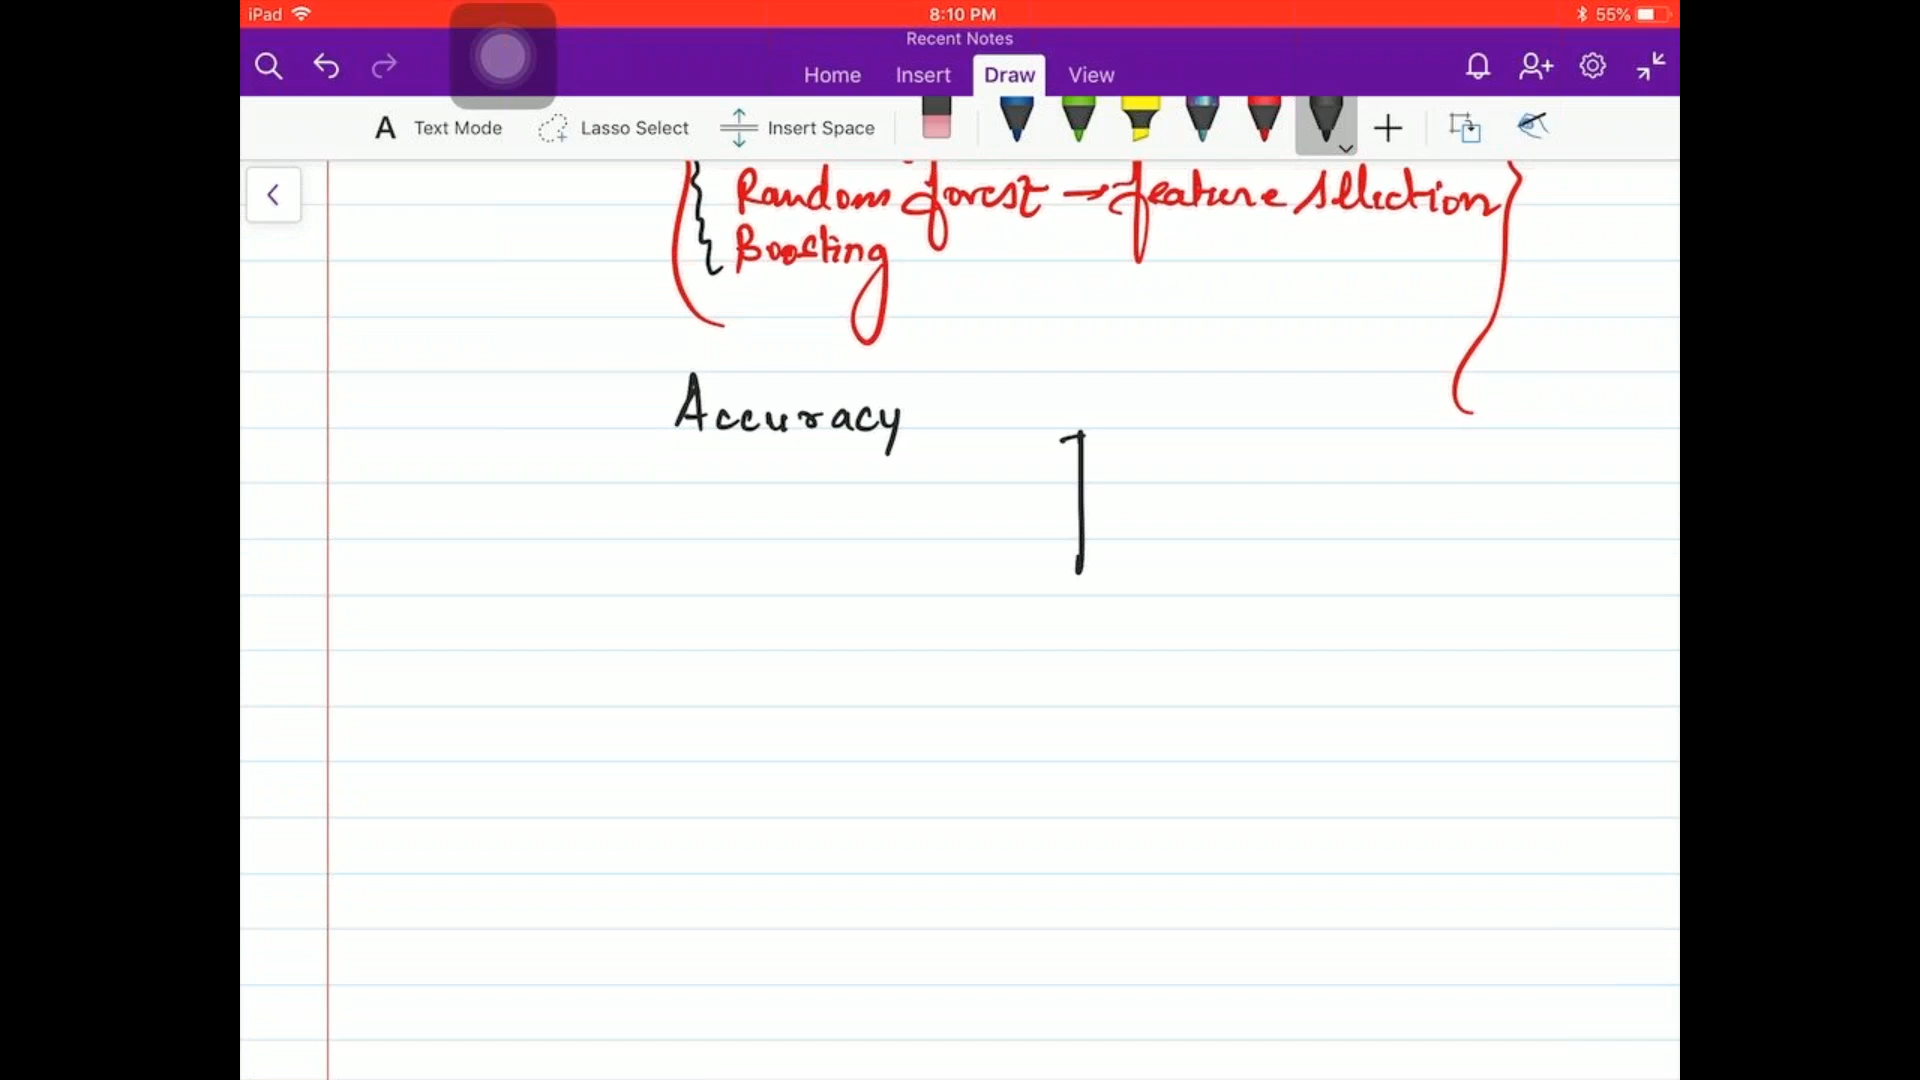 iPad 8:10 PM 55%
Recent Notes
Home Insert Draw View
A Text Mode Lasso Select Insert Space
Random forest → feature selection
Boosting
Accuracy